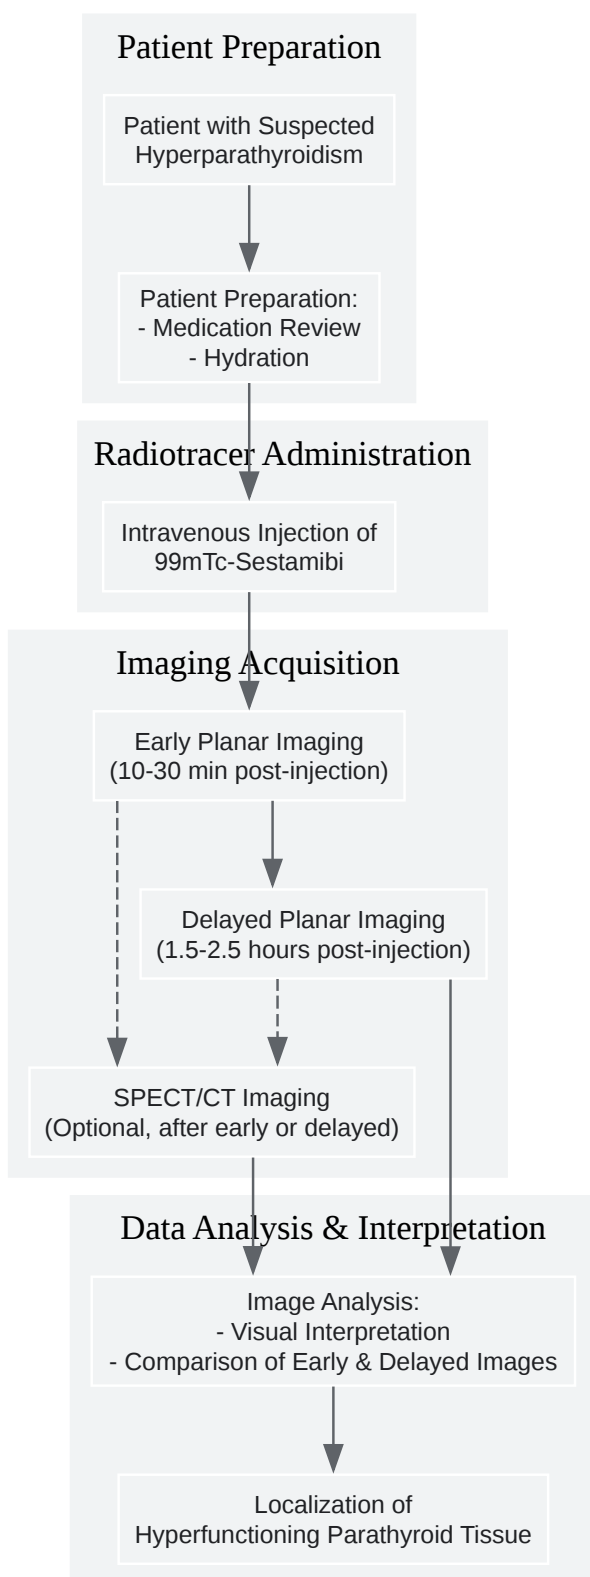 Patient Preparation
Patient with Suspected
Hyperparathyroidism
Patient Preparation:
- Medication Review
- Hydration
Radiotracer Administration
Intravenous Injection of
99mTc-Sestamibi
Imaging Acquisition
Early Planar Imaging
(10-30 min post-injection)
Delayed Planar Imaging
(1.5-2.5 hours post-injection)
SPECT/CT Imaging
(Optional, after early or delayed)
Data Analysis & Interpretation
Image Analysis:
- Visual Interpretation
- Comparison of Early & Delayed Images
Localization of
Hyperfunctioning Parathyroid Tissue